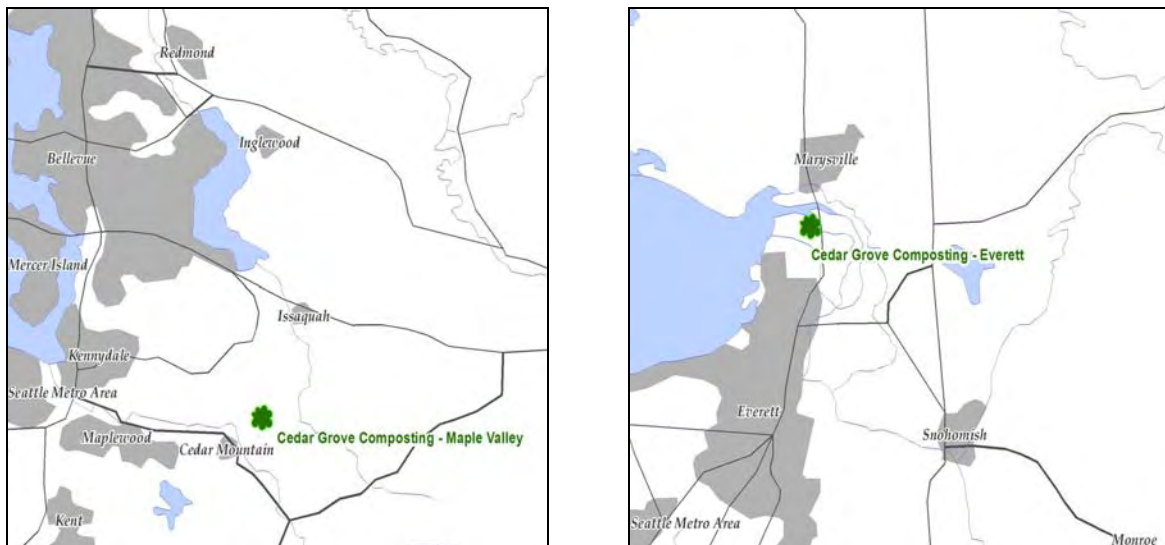 Redmond
Inglewood
Bellevue
Mercer Island
Issaquah
Kennydale
Seattle Metro Area
Maplewood
Cedar Grove Composting - Maple Valley
Cedar Mountain
Kent
Marysville
Cedar Grove Composting - Everett
Everett
Snohomish
Seattle Metro Area
Monroe